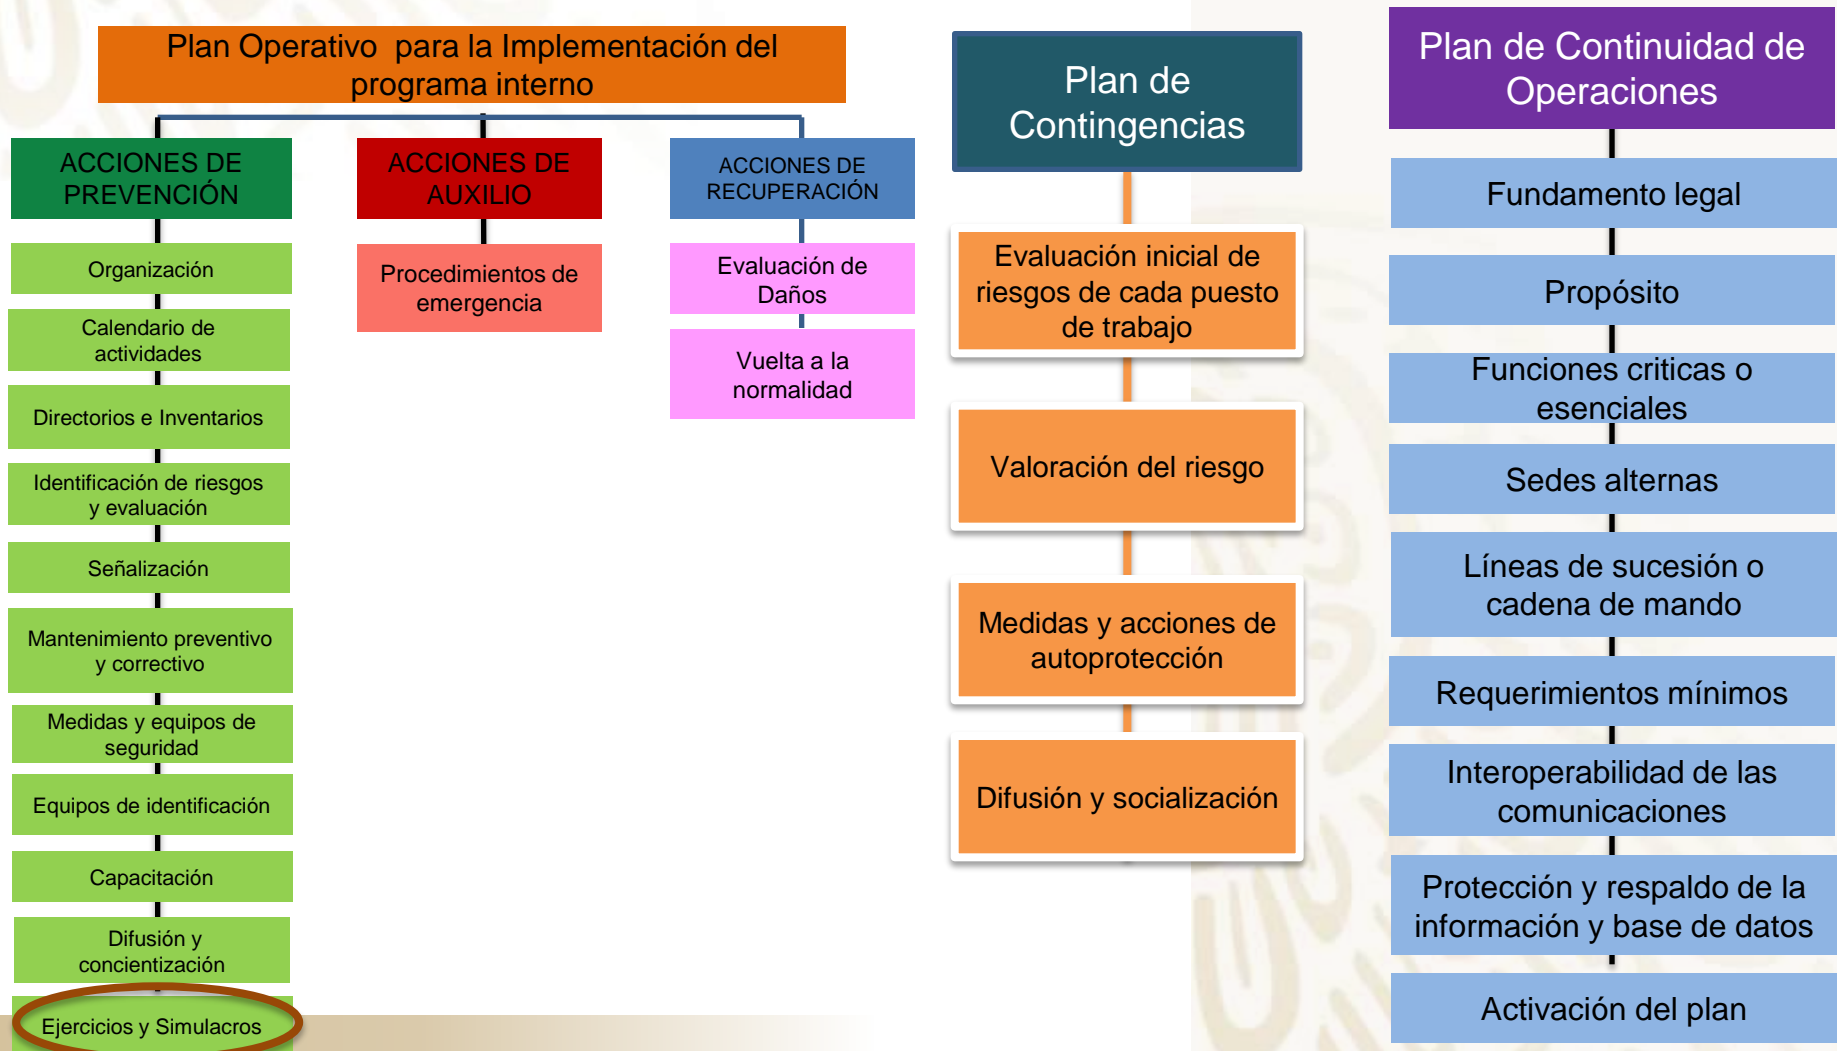 Plan Operativo para la Implementación del
programa interno
ACCIONES DE
PREVENCIÓN
Organización
Calendario de
actividades
Directorios e Inventarios
Identificación de riesgos
y evaluación
Señalización
Mantenimiento preventivo
y correctivo
Medidas y equipos de
seguridad
Equipos de identificación
Capacitación
Difusión y
concientización
Ejercicios y Simulacros
ACCIONES DE
AUXILIO
Procedimientos de
emergencia
ACCIONES DE
RECUPERACIÓN
Evaluación de
Daños
Vuelta a la
normalidad
Plan de
Contingencias
Evaluación inicial de
riesgos de cada puesto
de trabajo
Valoración del riesgo
Medidas y acciones de
autoprotección
Difusión y socialización
Plan de Continuidad de
Operaciones
Fundamento legal
Propósito
Funciones criticas o
esenciales
Sedes alternas
Líneas de sucesión o
cadena de mando
Requerimientos mínimos
Interoperabilidad de las
comunicaciones
Protección y respaldo de la
información y base de datos
Activación del plan